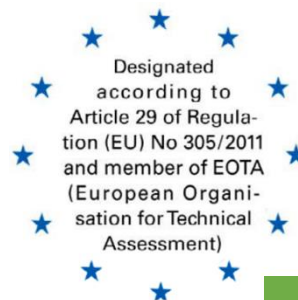 Designated
according to
Article 29 of Regula-
tion (EU) No 305/2011
and member of EOTA
(European Organi-
sation for Technical
Assessment)